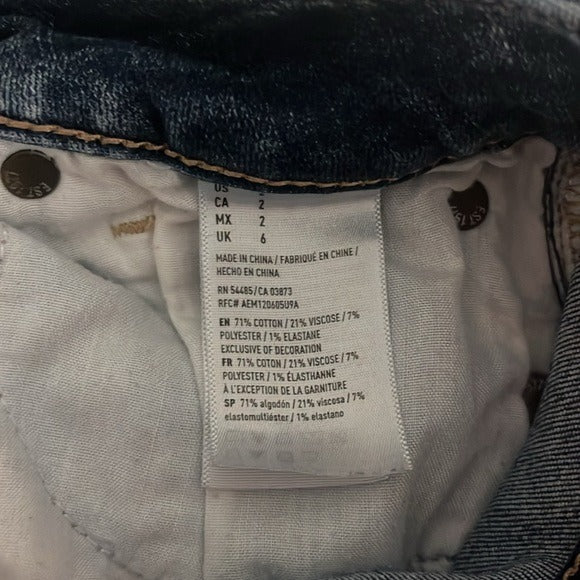 US 2
CA 2
MX 2
UK 6
MADE IN CHINA / FABRIQUÉ EN CHINE /
HECHO EN CHINA
RN 54485 / CA 03873
RFC# AEM120605U9A
EN 71% COTTON / 21% VISCOSE / 7%
POLYESTER / 1% ELASTANE
EXCLUSIVE OF DECORATION
FR 71% COTON / 21% VISCOSE / 7%
POLYESTER / 1% ÉLASTHANNE
À L'EXCEPTION DE LA GARNITURE
SP 71% algodón / 21% viscosa / 7%
elastomultiéster / 1% elastano